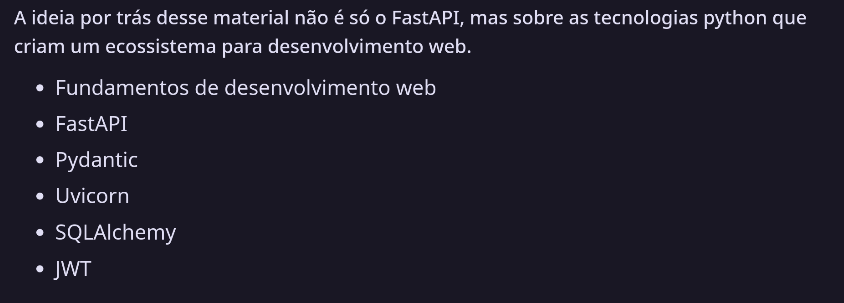 A ideia por trás desse material não é só o FastAPI, mas sobre as tecnologias python que
criam um ecossistema para desenvolvimento web.
• Fundamentos de desenvolvimento web
• FastAPI
• Pydantic
• Uvicorn
• SQLAlchemy
• JWT